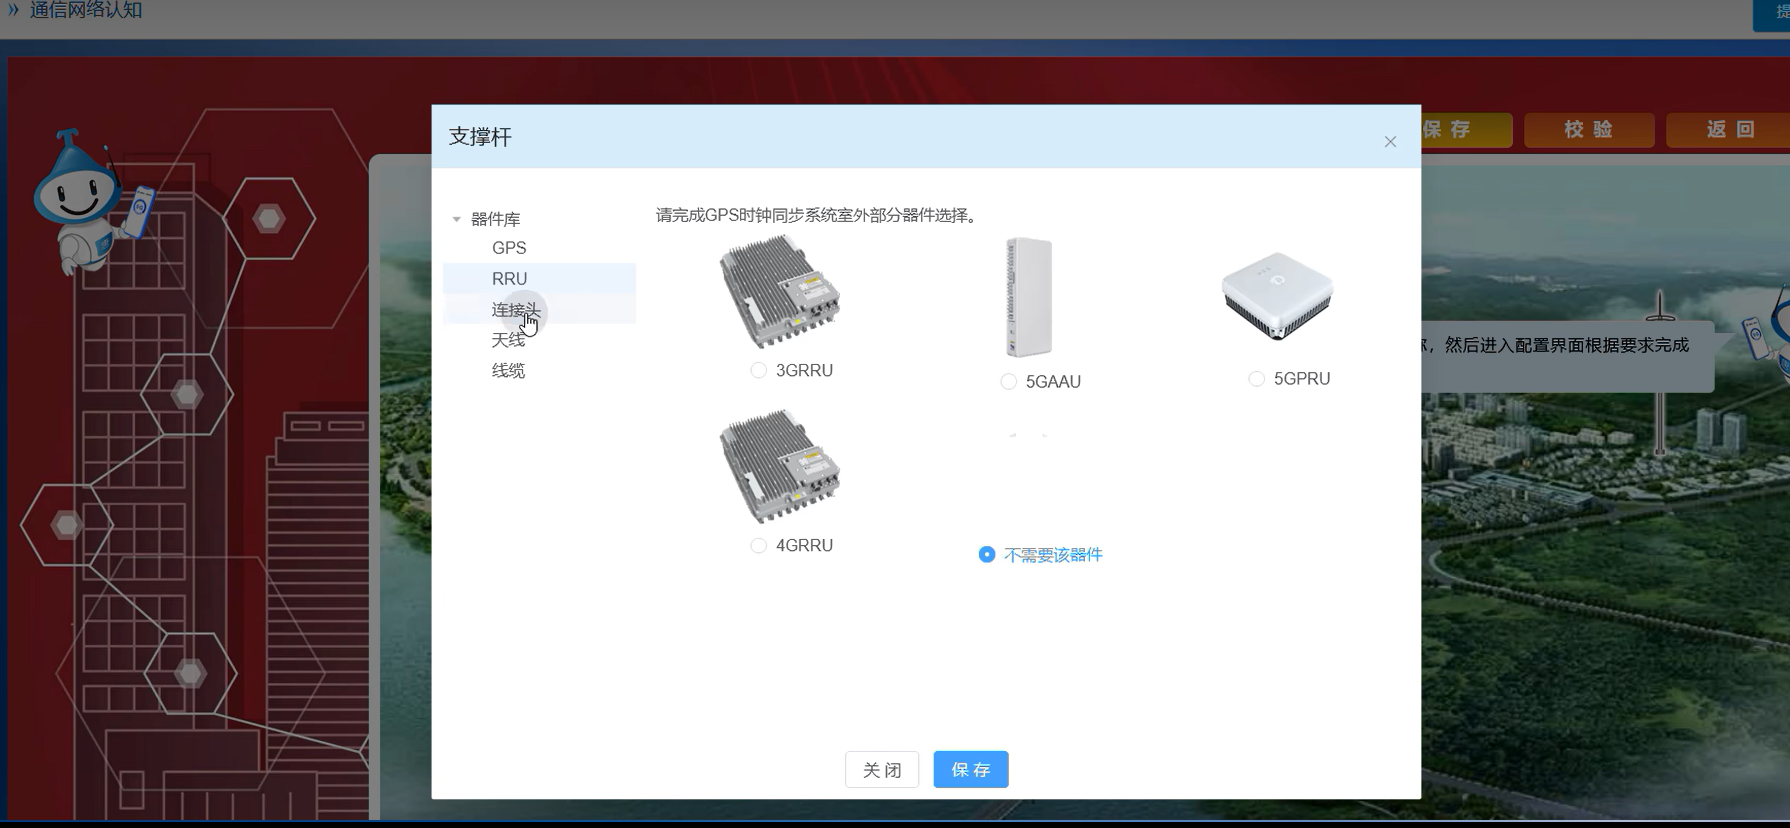 通信网络认知
提
支撑杆
保存
校验
返回
器件库
GPS
RRU
连接头
天线
线缆
请完成GPS时钟同步系统室外部分器件选择。
3GRRU
5GAAU
5GPRU
4GRRU
不需要该器件
，然后进入配置界面根据要求完成
关闭
保存